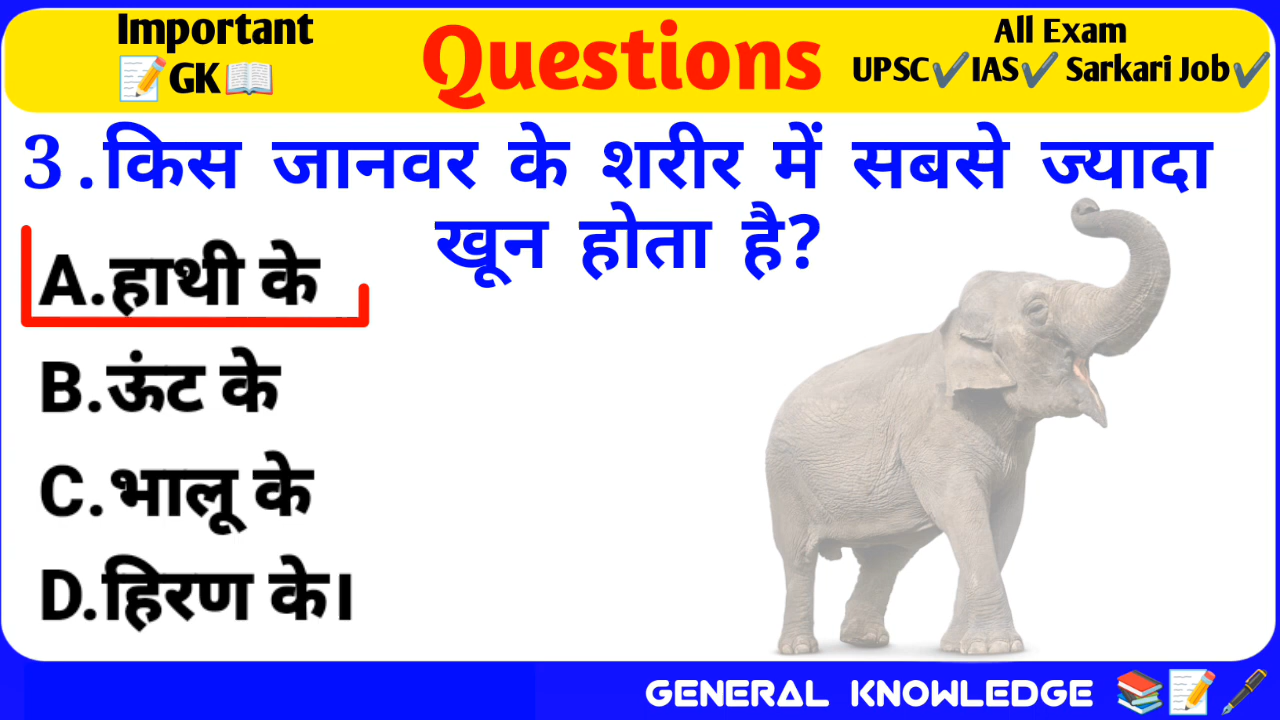 Important
📝GK📖
Questions
All Exam
UPSC✔️IAS✔️ Sarkari Job✔️
3.किस जानवर के शरीर में सबसे ज्यादा
खून होता है?
A.हाथी के
B.ऊंट के
C.भालू के
D.हिरण के।
GENERAL KNOWLEDGE 📚📝🖋️